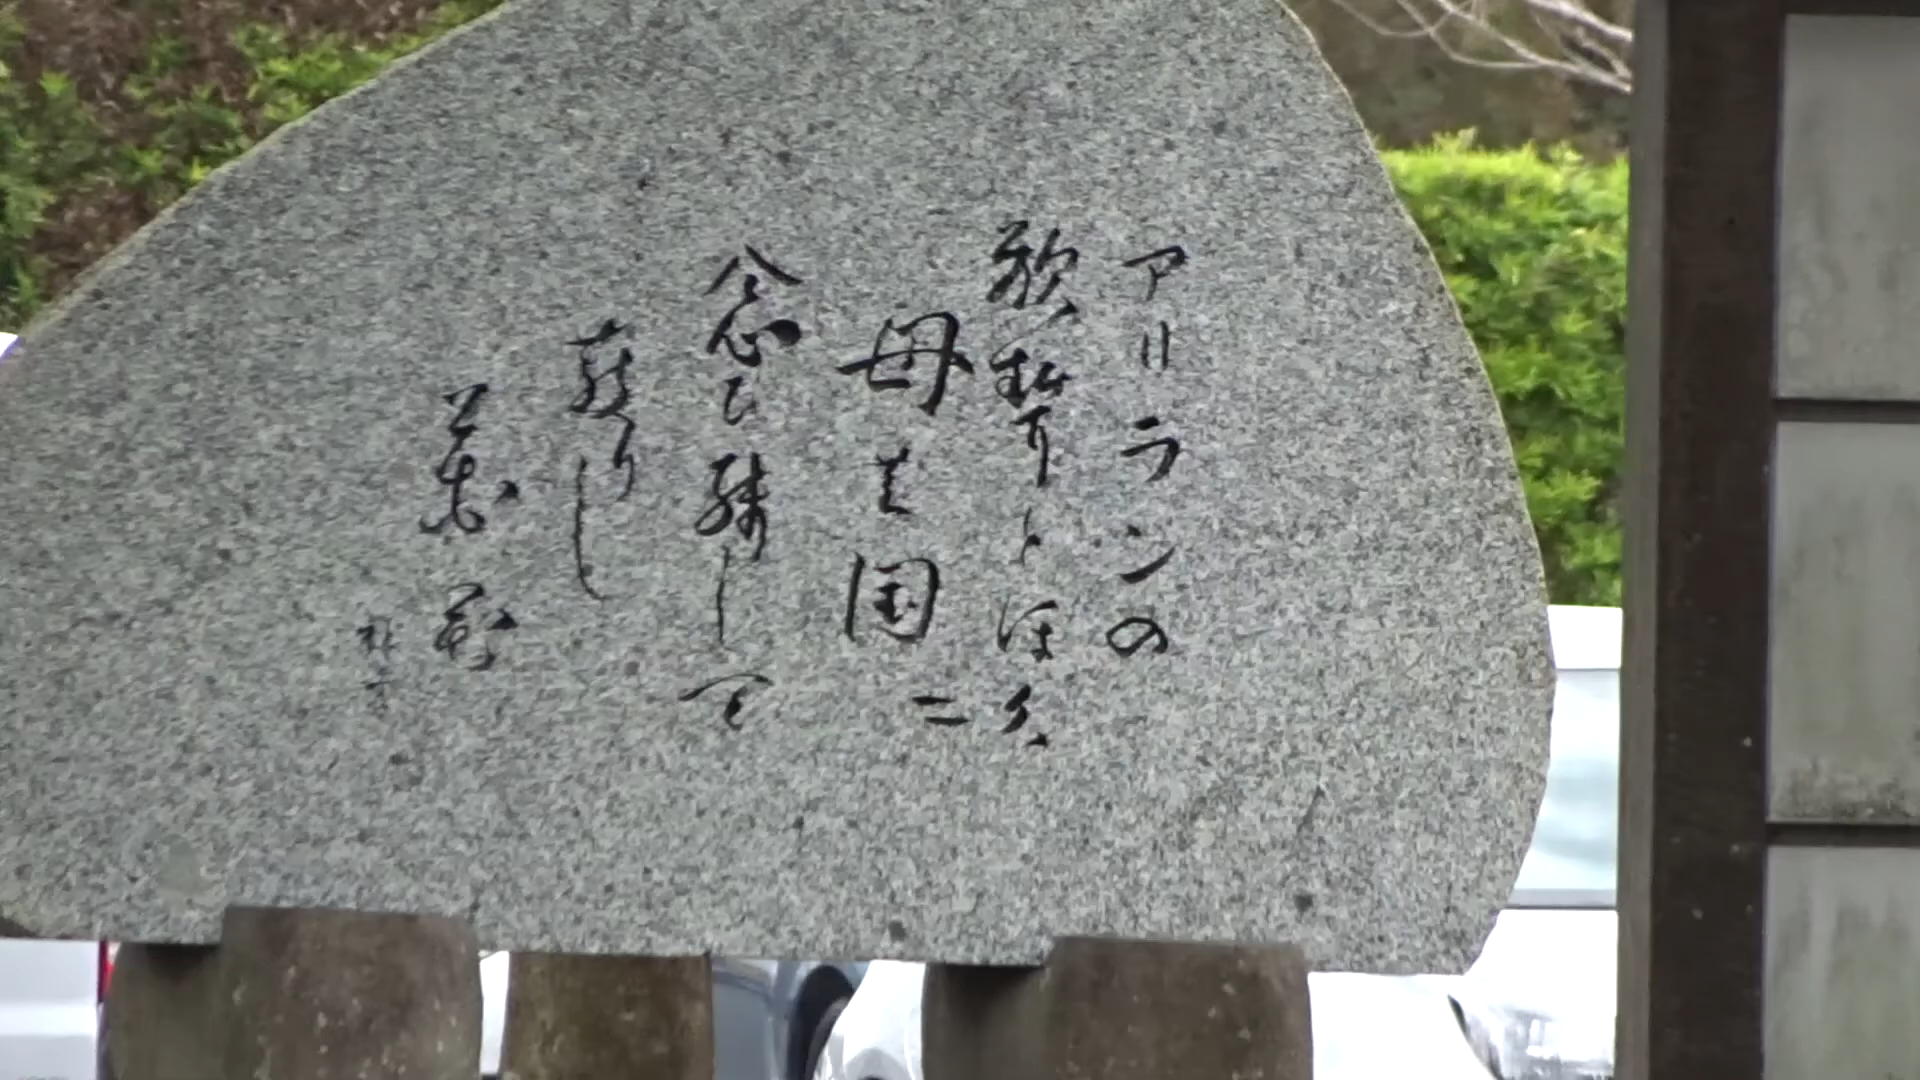 アリランの
歌聲とほく
母の国ニ
念ひ残して
散りし
花花